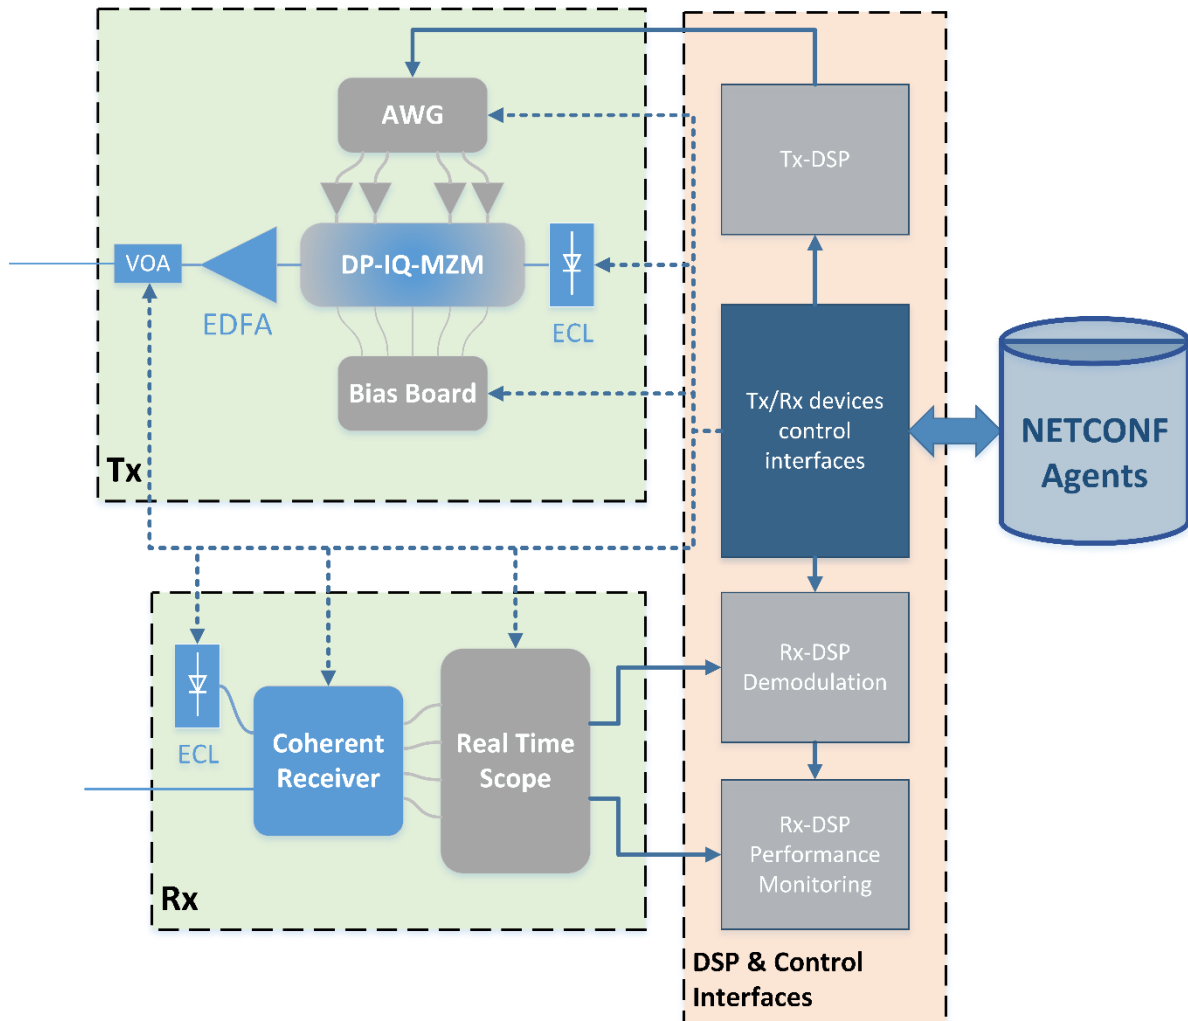 AWG
DP-IQ-MZM
VOA
EDFA
ECL
Bias Board
Tx
Tx-DSP
Tx/Rx devices
control
interfaces
NETCONF
Agents
ECL
Coherent
Receiver
Real Time
Scope
Rx
Rx-DSP
Demodulation
Rx-DSP
Performance
Monitoring
DSP & Control
Interfaces